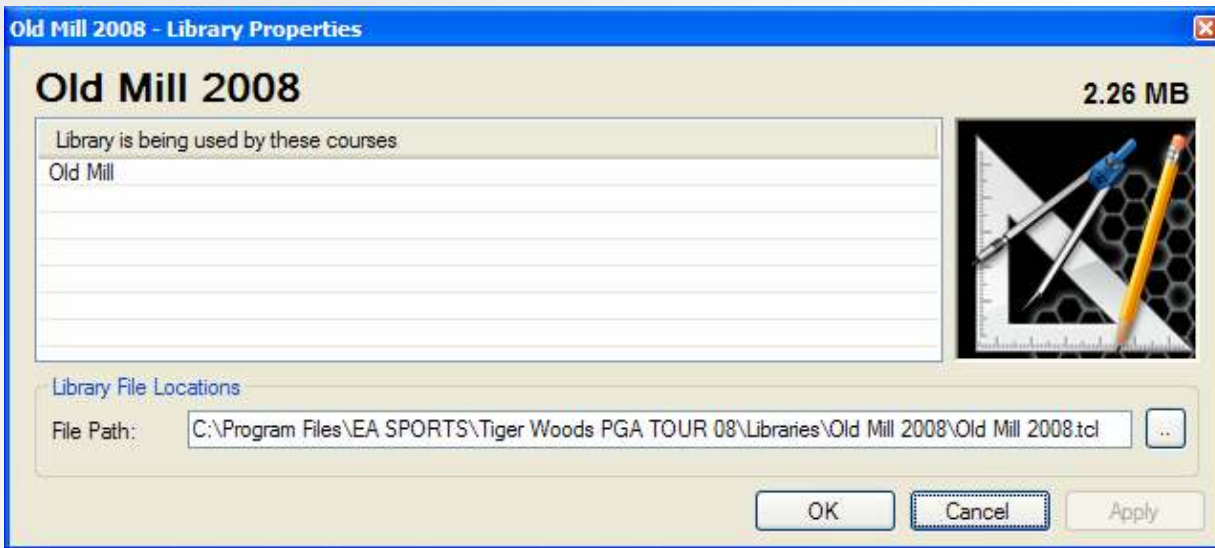 Old Mill 2008 - Library Properties
Old Mill 2008
2.26 MB
Library is being used by these courses
Old Mill
Library File Locations
File Path:
C:\Program Files\EA SPORTS\Tiger Woods PGA TOUR 08\Libraries\Old Mill 2008\Old Mill 2008.tcl
..
OK
Cancel
Apply